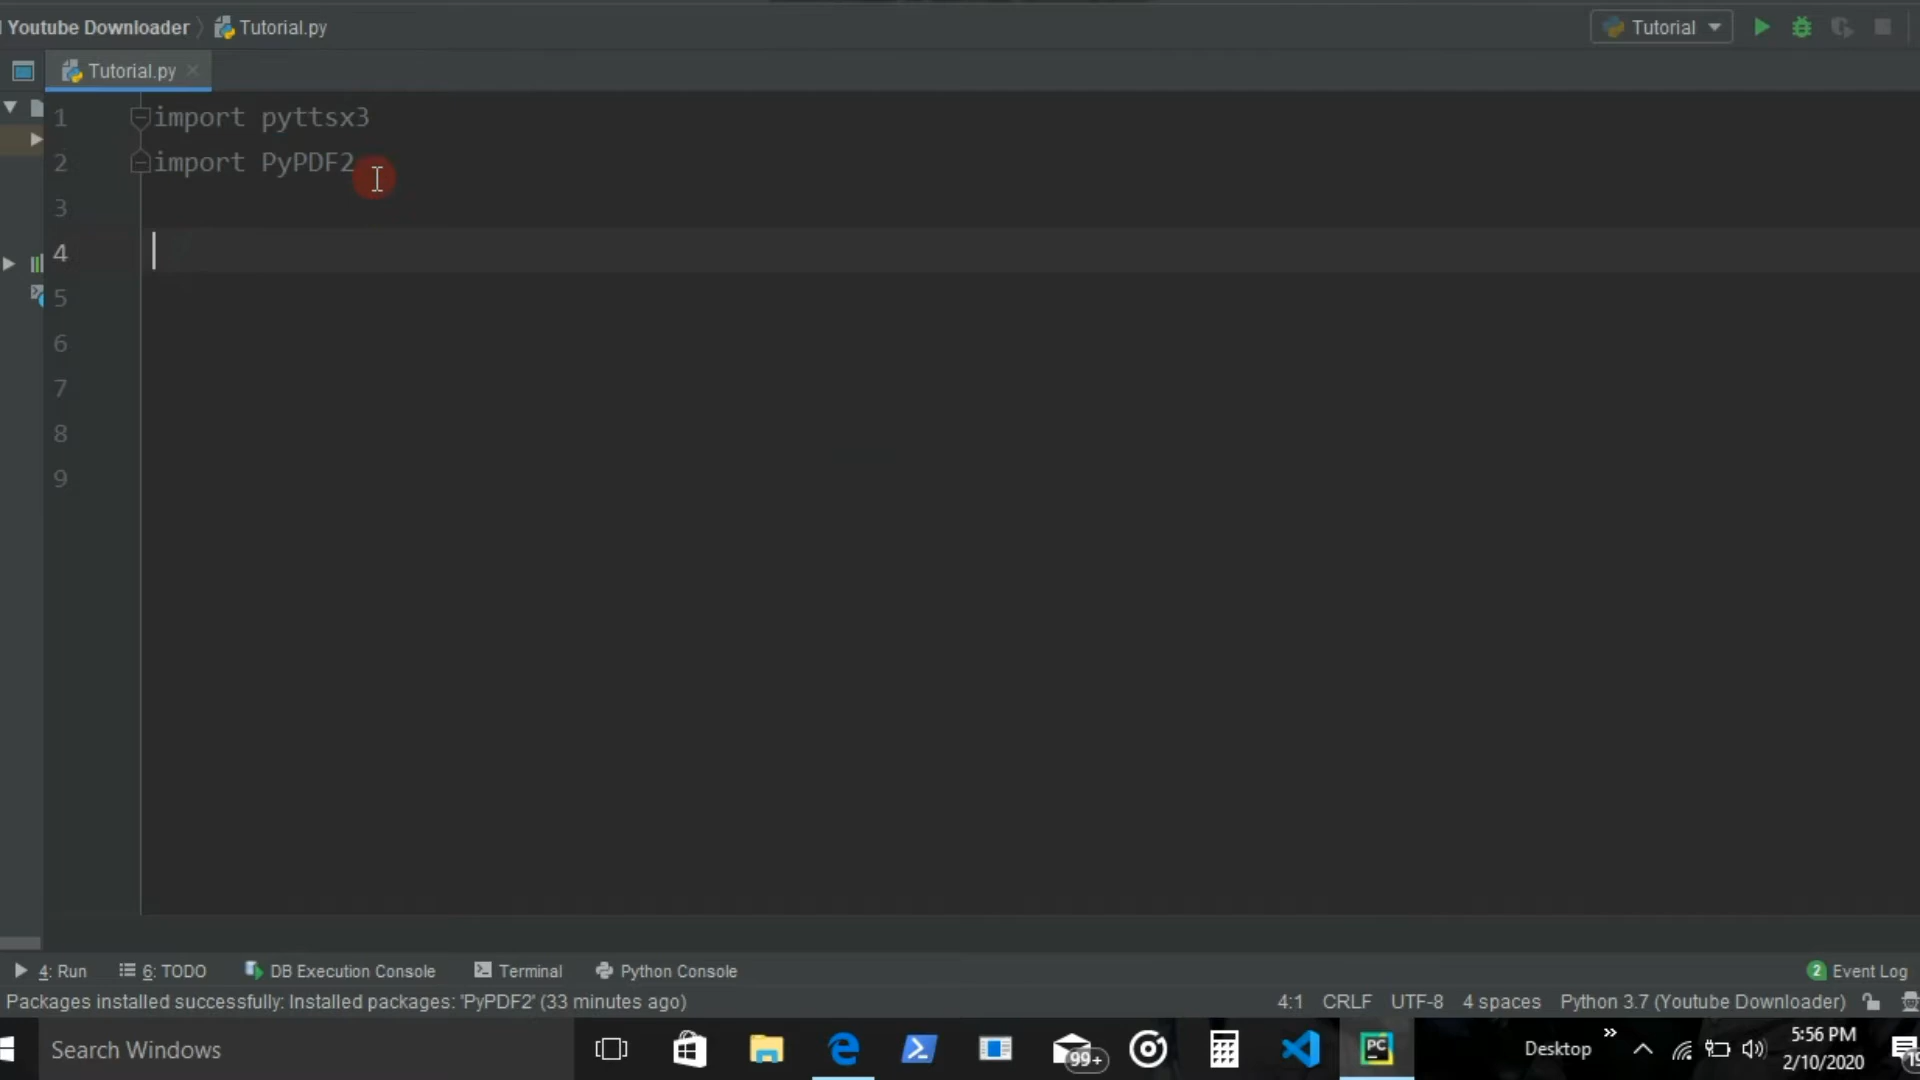 Youtube Downloader
Tutorial.py
Tutorial
Tutorial.py
1 import pyttsx3
2 import PyPDF2
3
4
5
6
7
8
9
4: Run
6: TODO
DB Execution Console
Terminal
Python Console
2 Event Log
Packages installed successfully: Installed packages: 'PyPDF2' (33 minutes ago)
4:1 CRLF UTF-8 4 spaces Python 3.7 (Youtube Downloader)
Search Windows
99+
PC
Desktop
»
5:56 PM
2/10/2020